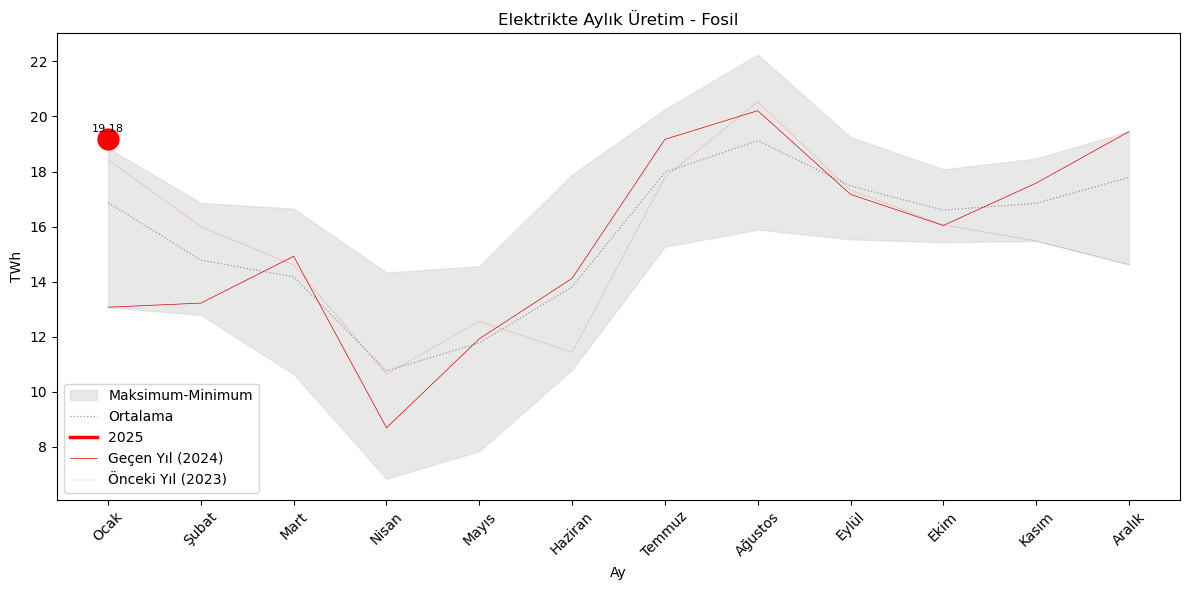 Elektrikte Aylık Üretim - Fosil
TWh
22
20
18
16
14
12
10
8
19.18
Maksimum-Minimum
Ortalama
2025
Geçen Yıl (2024)
Önceki Yıl (2023)
Ocak
Şubat
Mart
Nisan
Mayıs
Haziran
Temmuz
Ağustos
Eylül
Ekim
Kasım
Aralık
Ay